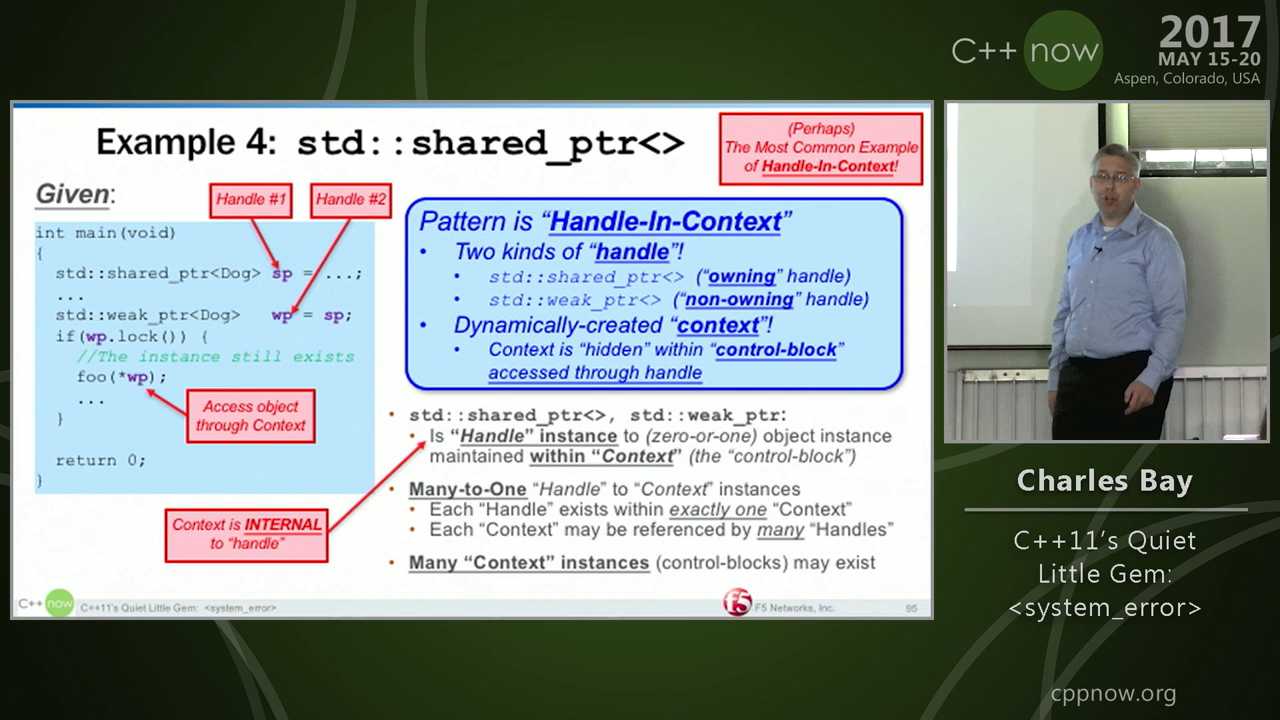 C++ now
2017
MAY 15-20
Aspen, Colorado, USA
Example 4: std::shared_ptr<>
(Perhaps)
The Most Common Example
of Handle-In-Context!
Given:
Handle #1
Handle #2
int main(void)
{
std::shared_ptr<Dog> sp = ...;
...
std::weak_ptr<Dog> wp = sp;
if(wp.lock()) {
//The instance still exists
foo(*wp);
...
}
return 0;
}
Access object
through Context
Context is INTERNAL
to "handle"
Pattern is "Handle-In-Context"
• Two kinds of "handle"!
• std::shared_ptr<> ("owning" handle)
• std::weak_ptr<> ("non-owning" handle)
• Dynamically-created "context"!
• Context is "hidden" within "control-block"
accessed through handle
• std::shared_ptr<>, std::weak_ptr:
• Is "Handle" instance to (zero-or-one) object instance
maintained within "Context" (the "control-block")
• Many-to-One "Handle" to "Context" instances
• Each "Handle" exists within exactly one "Context"
• Each "Context" may be referenced by many "Handles"
• Many "Context" instances (control-blocks) may exist
C++ now
C++11's Quiet Little Gem: <system_error>
F5 Networks, Inc.
95
Charles Bay
C++11's Quiet
Little Gem:
<system_error>
cppnow.org